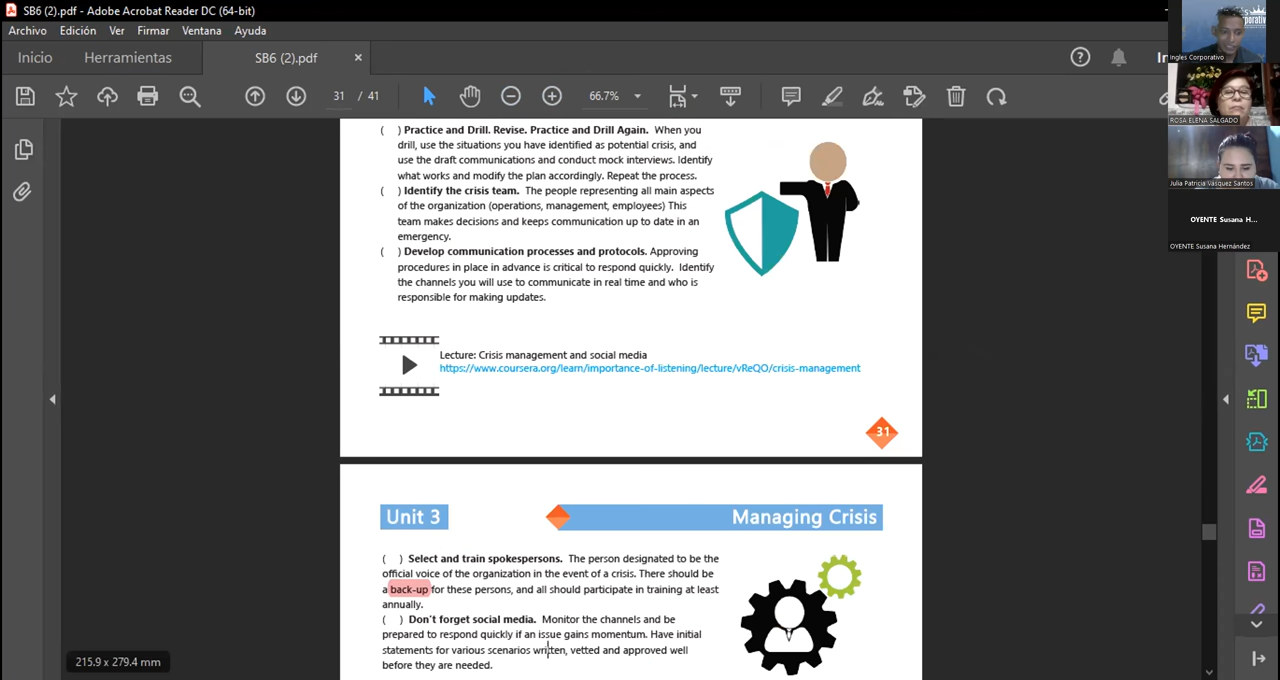 SB6 (2).pdf - Adobe Acrobat Reader DC (64-bit)
Archivo Edición Ver Firmar Ventana Ayuda
Inicio Herramientas SB6 (2).pdf
31 / 41 66.7%
( ) Practice and Drill. Revise. Practice and Drill Again. When you
drill, use the situations you have identified as potential crisis, and
use the draft communications and conduct mock interviews. Identify
what works and modify the plan accordingly. Repeat the process.
( ) Identify the crisis team. The people representing all main aspects
of the organization (operations, management, employees) This
team makes decisions and keeps communication up to date in an
emergency.
( ) Develop communication processes and protocols. Approving
procedures in place in advance is critical to respond quickly. Identify
the channels you will use to communicate in real time and who is
responsible for making updates.
Lecture: Crisis management and social media
https://www.coursera.org/learn/importance-of-listening/lecture/vReQO/crisis-management
31
Unit 3 Managing Crisis
( ) Select and train spokespersons. The person designated to be the
official voice of the organization in the event of a crisis. There should be
a back-up for these persons, and all should participate in training at least
annually.
( ) Don't forget social media. Monitor the channels and be
prepared to respond quickly if an issue gains momentum. Have initial
statements for various scenarios written, vetted and approved well
before they are needed.
215.9 x 279.4 mm
Ingles Corporativo
ROSA ELENA SALGADO
Julia Patricia Vásquez Santos
OYENTE Susana H...
OYENTE Susana Hernández